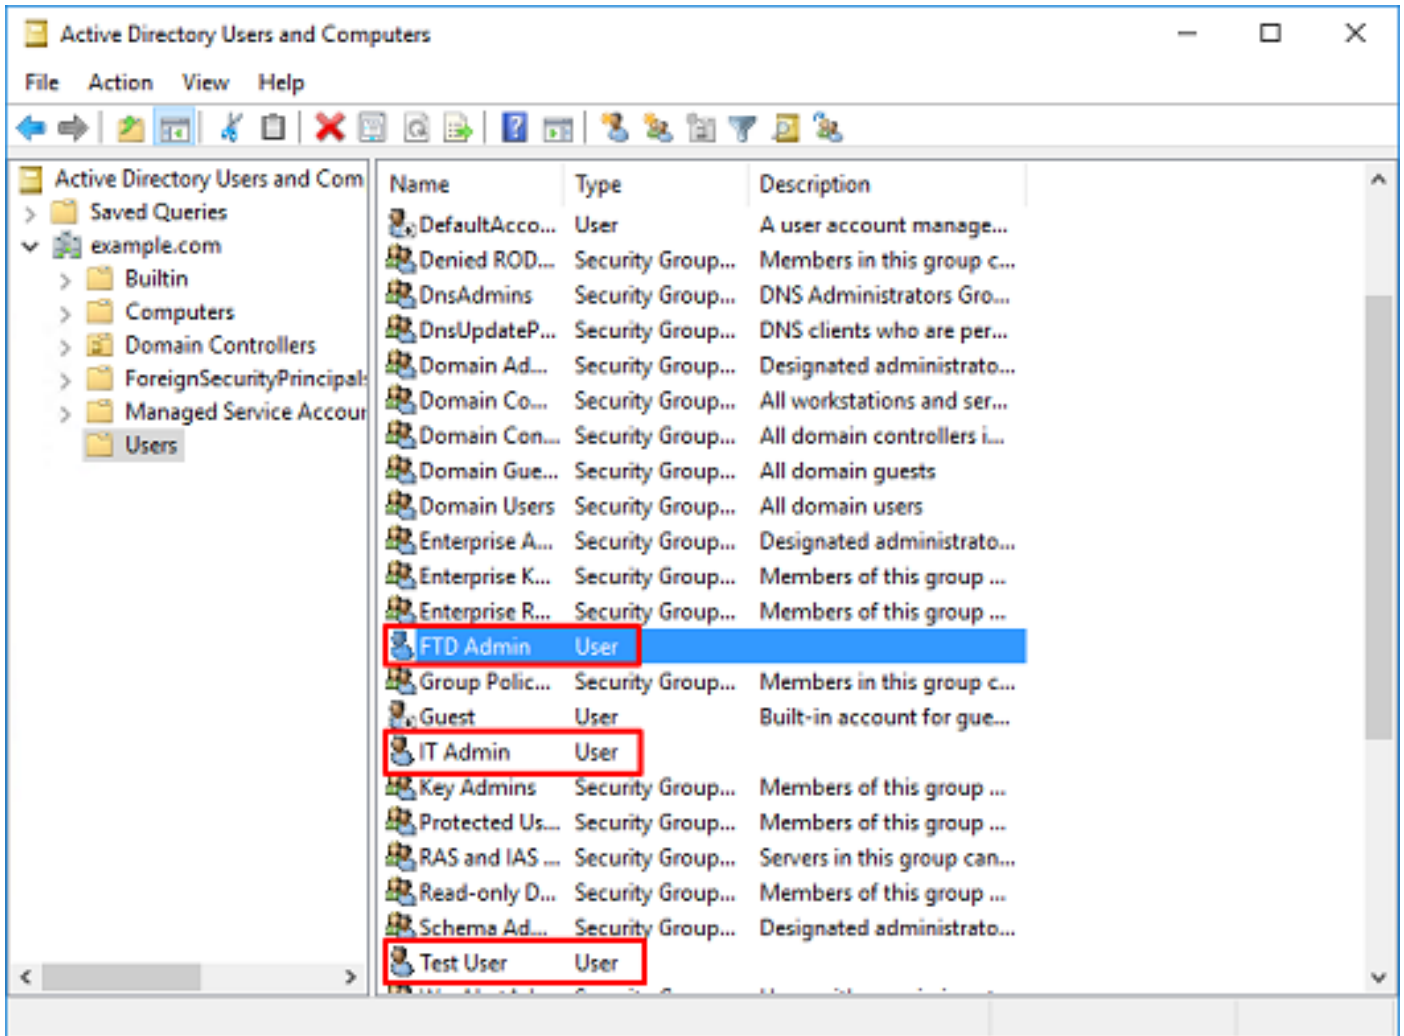 Active Directory Users and Computers
File Action View Help
Active Directory Users and Com
Saved Queries
example.com
Builtin
Computers
Domain Controllers
ForeignSecurityPrincipals
Managed Service Accour
Users
Name Type Description
DefaultAcco... User A user account manage...
Denied ROD... Security Group... Members in this group c...
DnsAdmins Security Group... DNS Administrators Gro...
DnsUpdateP... Security Group... DNS clients who are per...
Domain Ad... Security Group... Designated administrato...
Domain Co... Security Group... All workstations and ser...
Domain Con... Security Group... All domain controllers i...
Domain Gue... Security Group... All domain guests
Domain Users Security Group... All domain users
Enterprise A... Security Group... Designated administrato...
Enterprise K... Security Group... Members of this group ...
Enterprise R... Security Group... Members of this group ...
FTD Admin User
Group Polic... Security Group... Members in this group c...
Guest User Built-in account for gue...
IT Admin User
Key Admins Security Group... Members of this group ...
Protected Us... Security Group... Members of this group ...
RAS and IAS ... Security Group... Servers in this group can...
Read-only D... Security Group... Members of this group ...
Schema Ad... Security Group... Designated administrato...
Test User User